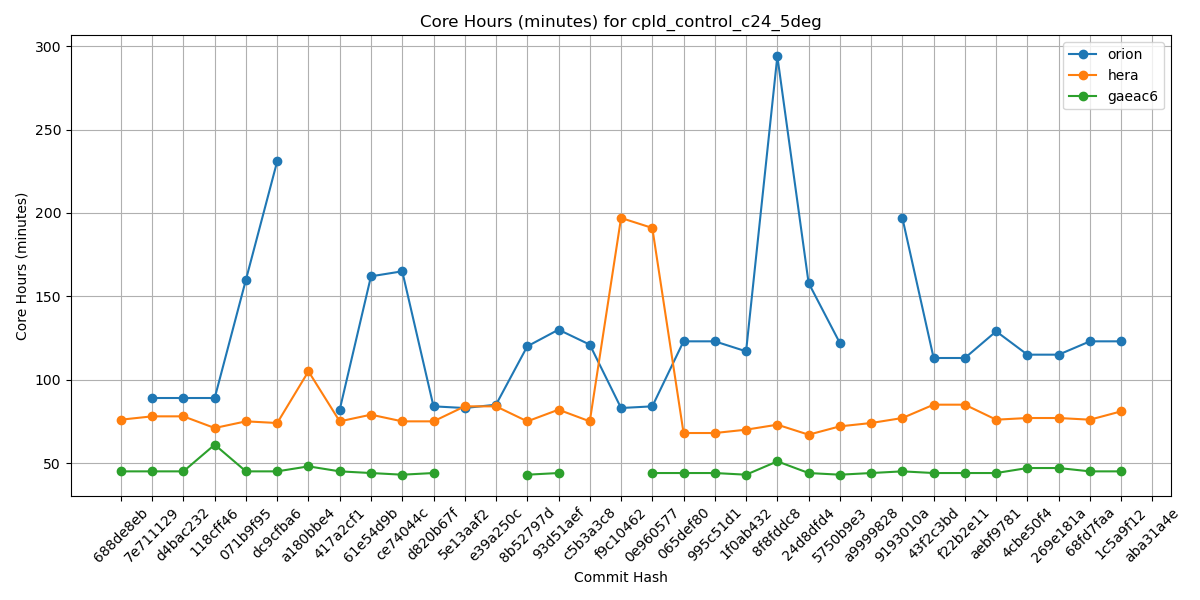 Core Hours (minutes) for cpld_control_c24_5deg
orion
hera
gaeac6
Core Hours (minutes)
300
250
200
150
100
50
688de8eb
7e711129
d4bac232
118cff46
071b9f95
dc9cfba6
a180bbe4
417a2cf1
61e54d9b
ce74044c
d820b67f
5e13aaf2
e39a250c
8b52797d
93d51aef
c5b3a3c8
f9c10462
0e960577
065def80
995c51d1
1f0ab432
8f8fddc8
24d8dfd4
5750b9e3
a9999828
9193010a
43f2c3bd
f22b2e11
aebf9781
4cbe50f4
269e181a
68fd7faa
1c5a9f12
aba31a4e
Commit Hash